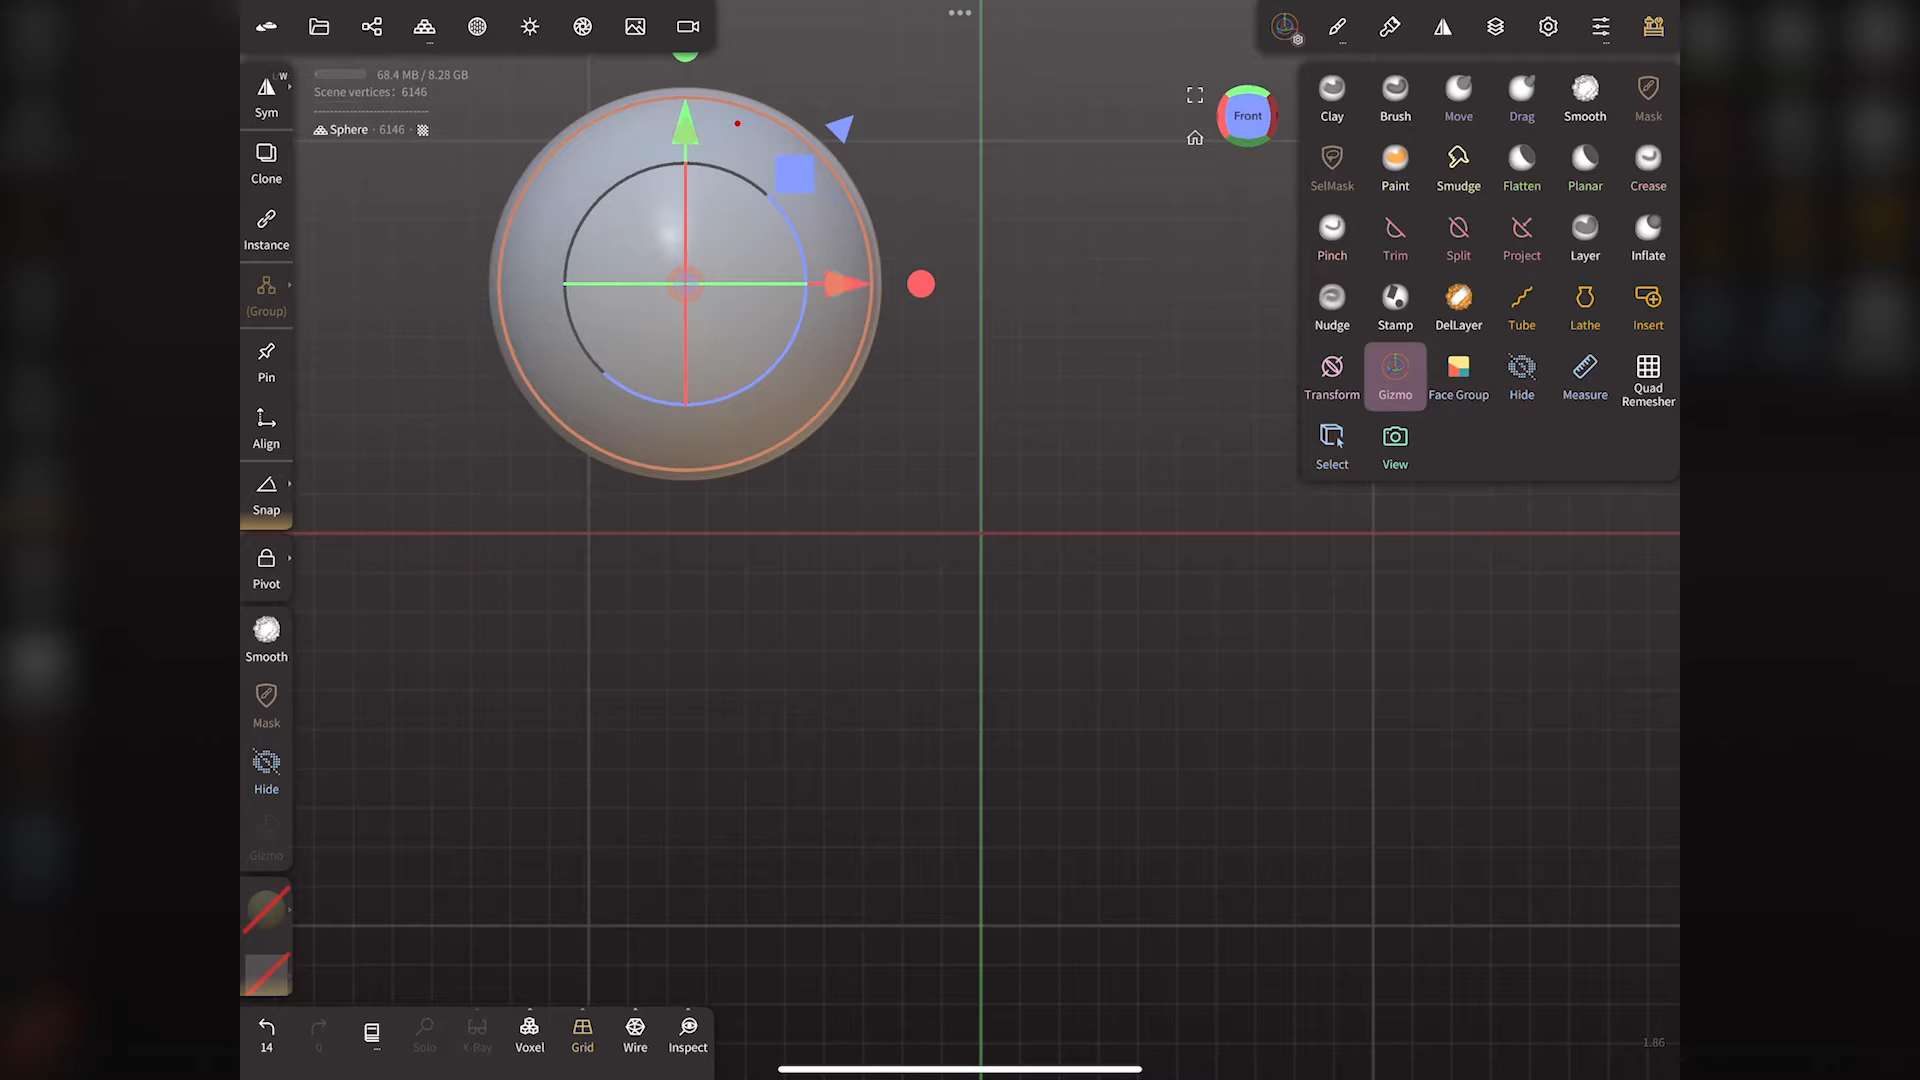 68.4 MB / 8.28 GB
Scene vertices: 6146
Sphere · 6146 ·
L/W
Sym
Clone
Instance
(Group)
Pin
Align
Snap
Pivot
Smooth
Mask
Hide
Gizmo
Front
Clay Brush Move Drag Smooth Mask
SelMask Paint Smudge Flatten Planar Crease
Pinch Trim Split Project Layer Inflate
Nudge Stamp DelLayer Tube Lathe Insert
Transform Gizmo Face Group Hide Measure Quad
Remesher
Select View
14 0 Solo X-Ray Voxel Grid Wire Inspect
1.86